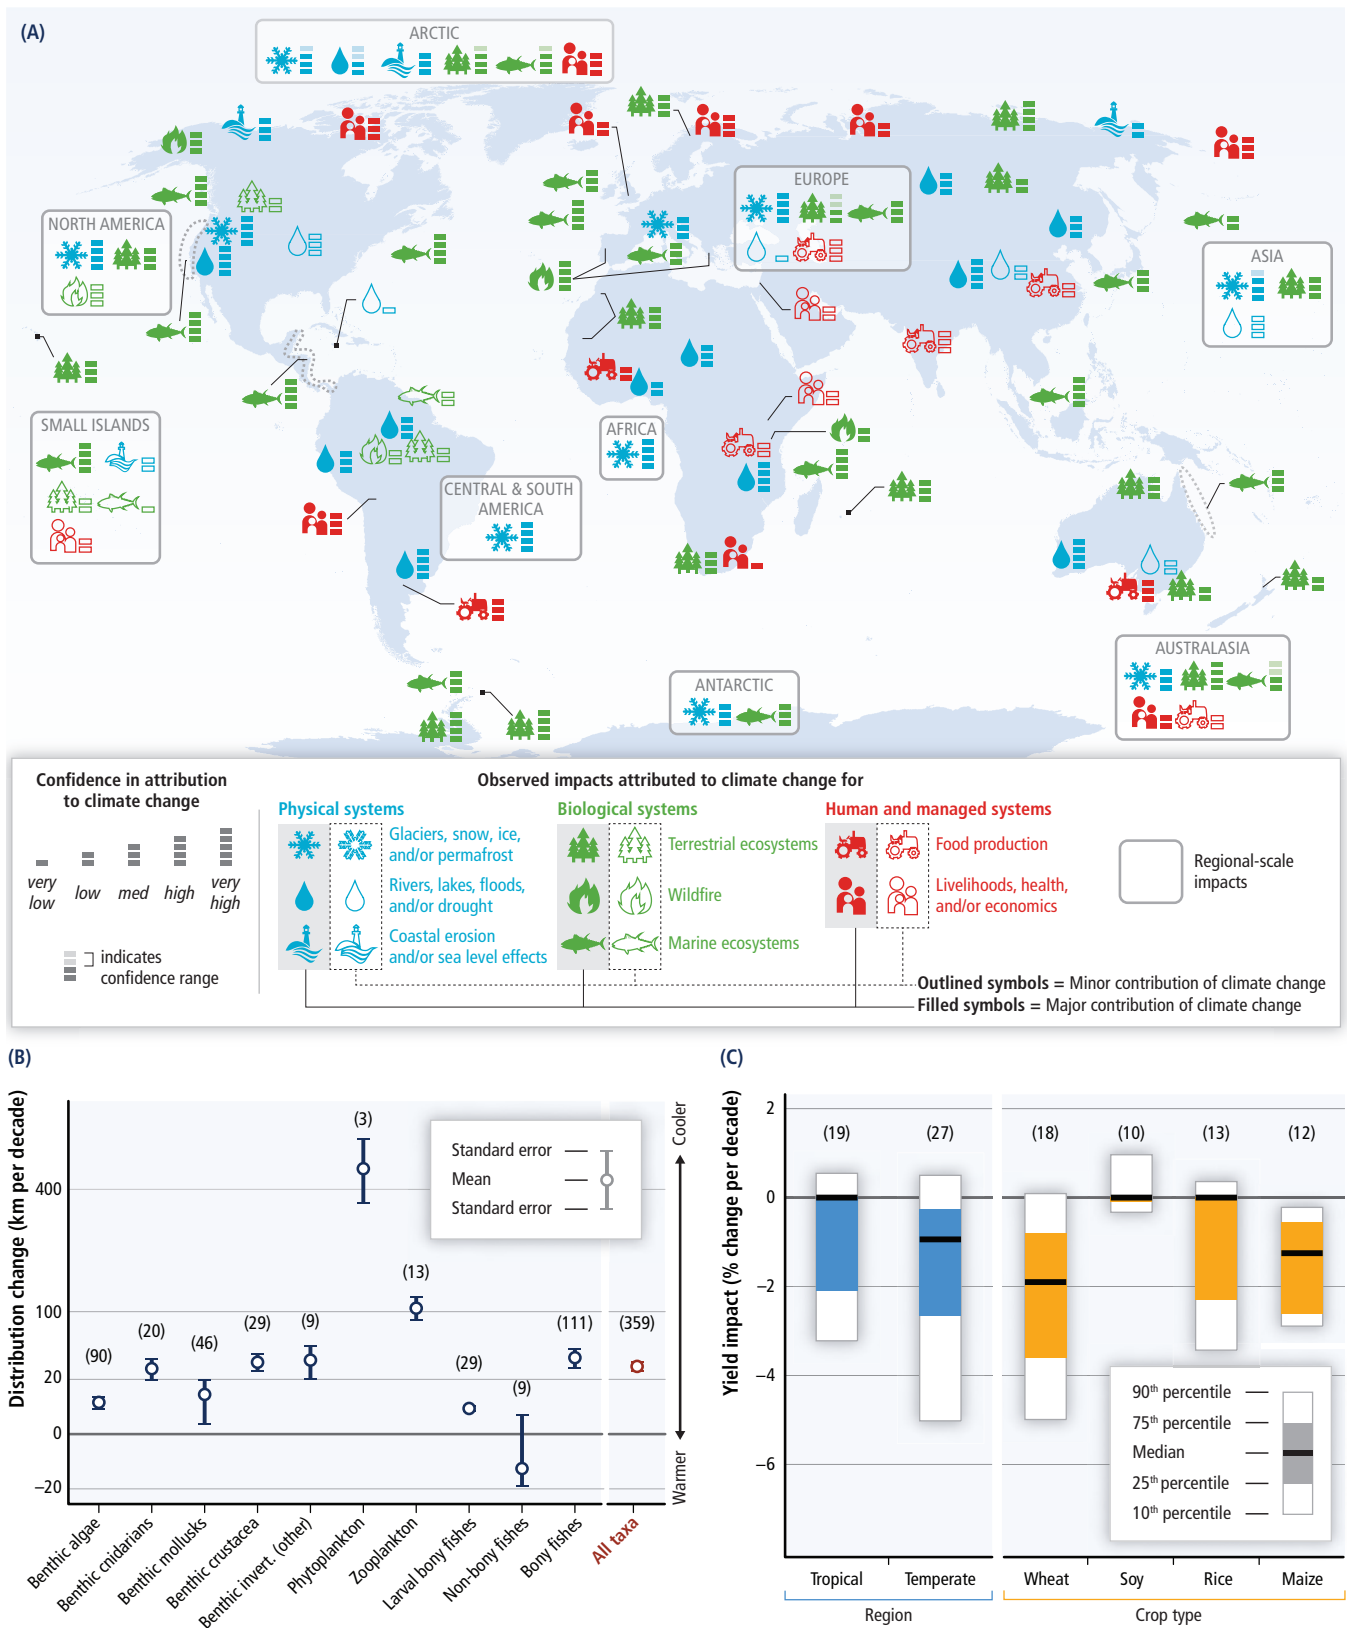 (A)
ARCTIC
EUROPE
NORTH AMERICA
ASIA
SMALL ISLANDS
AFRICA
CENTRAL & SOUTH
AMERICA
AUSTRALASIA
ANTARCTIC
Confidence in attribution
to climate change
very
low
low
med
high
very
high
indicates
confidence range
Observed impacts attributed to climate change for
Physical systems
Glaciers, snow, ice,
and/or permafrost
Rivers, lakes, floods,
and/or drought
Coastal erosion
and/or sea level effects
Biological systems
Terrestrial ecosystems
Wildfire
Marine ecosystems
Human and managed systems
Food production
Livelihoods, health,
and/or economics
Regional-scale
impacts
Outlined symbols = Minor contribution of climate change
Filled symbols = Major contribution of climate change
(B)
Distribution change (km per decade)
400
100
20
0
–20
(90)
(20)
(46)
(29)
(9)
(3)
(13)
(29)
(9)
(111)
(359)
Standard error
Mean
Standard error
Cooler
Warmer
Benthic algae
Benthic cnidarians
Benthic mollusks
Benthic crustacea
Benthic invert. (other)
Phytoplankton
Zooplankton
Larval bony fishes
Non-bony fishes
Bony fishes
All taxa
(C)
Yield impact (% change per decade)
2
0
–2
–4
–6
(19)
(27)
(18)
(10)
(13)
(12)
90th percentile
75th percentile
Median
25th percentile
10th percentile
Tropical
Temperate
Wheat
Soy
Rice
Maize
Region
Crop type